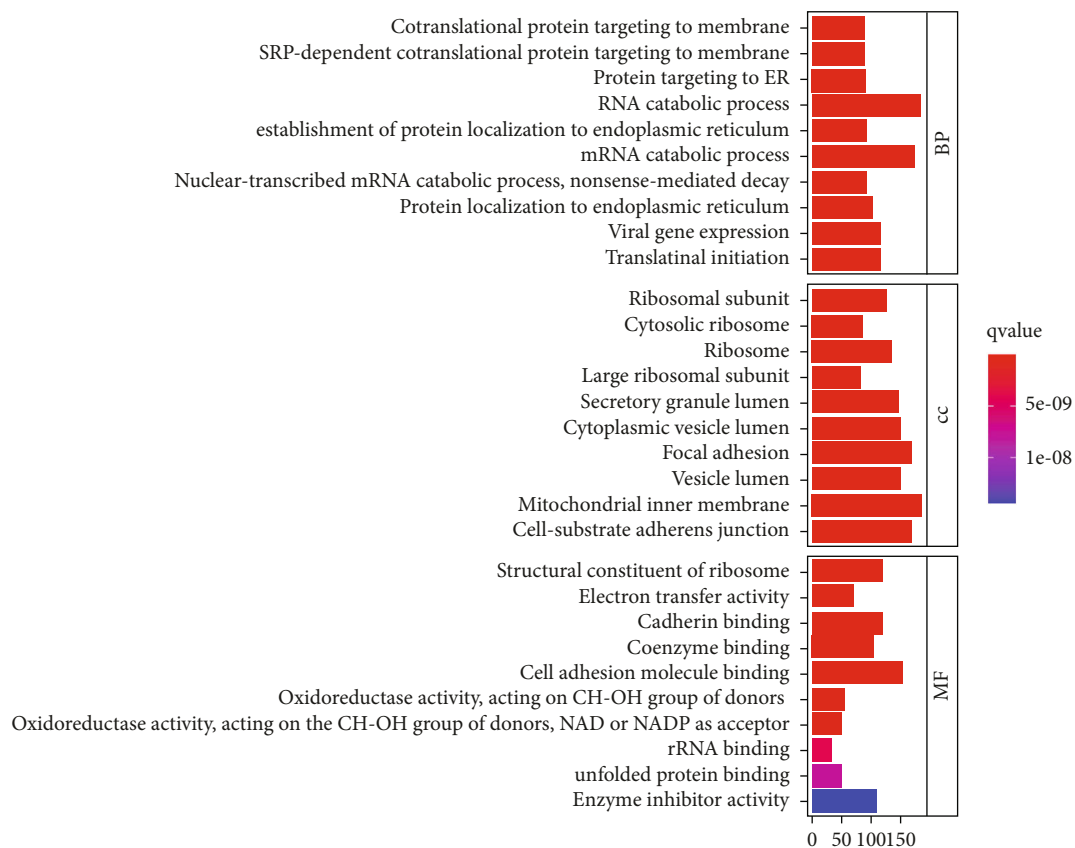 Cotranslational protein targeting to membrane
SRP-dependent cotranslational protein targeting to membrane
Protein targeting to ER
RNA catabolic process
establishment of protein localization to endoplasmic reticulum
mRNA catabolic process
Nuclear-transcribed mRNA catabolic process, nonsense-mediated decay
Protein localization to endoplasmic reticulum
Viral gene expression
Translatinal initiation
BP
Ribosomal subunit
Cytosolic ribosome
Ribosome
Large ribosomal subunit
Secretory granule lumen
Cytoplasmic vesicle lumen
Focal adhesion
Vesicle lumen
Mitochondrial inner membrane
Cell-substrate adherens junction
cc
Structural constituent of ribosome
Electron transfer activity
Cadherin binding
Coenzyme binding
Cell adhesion molecule binding
Oxidoreductase activity, acting on CH-OH group of donors
Oxidoreductase activity, acting on the CH-OH group of donors, NAD or NADP as acceptor
rRNA binding
unfolded protein binding
Enzyme inhibitor activity
MF
0 50 100 150
qvalue
5e-09
1e-08